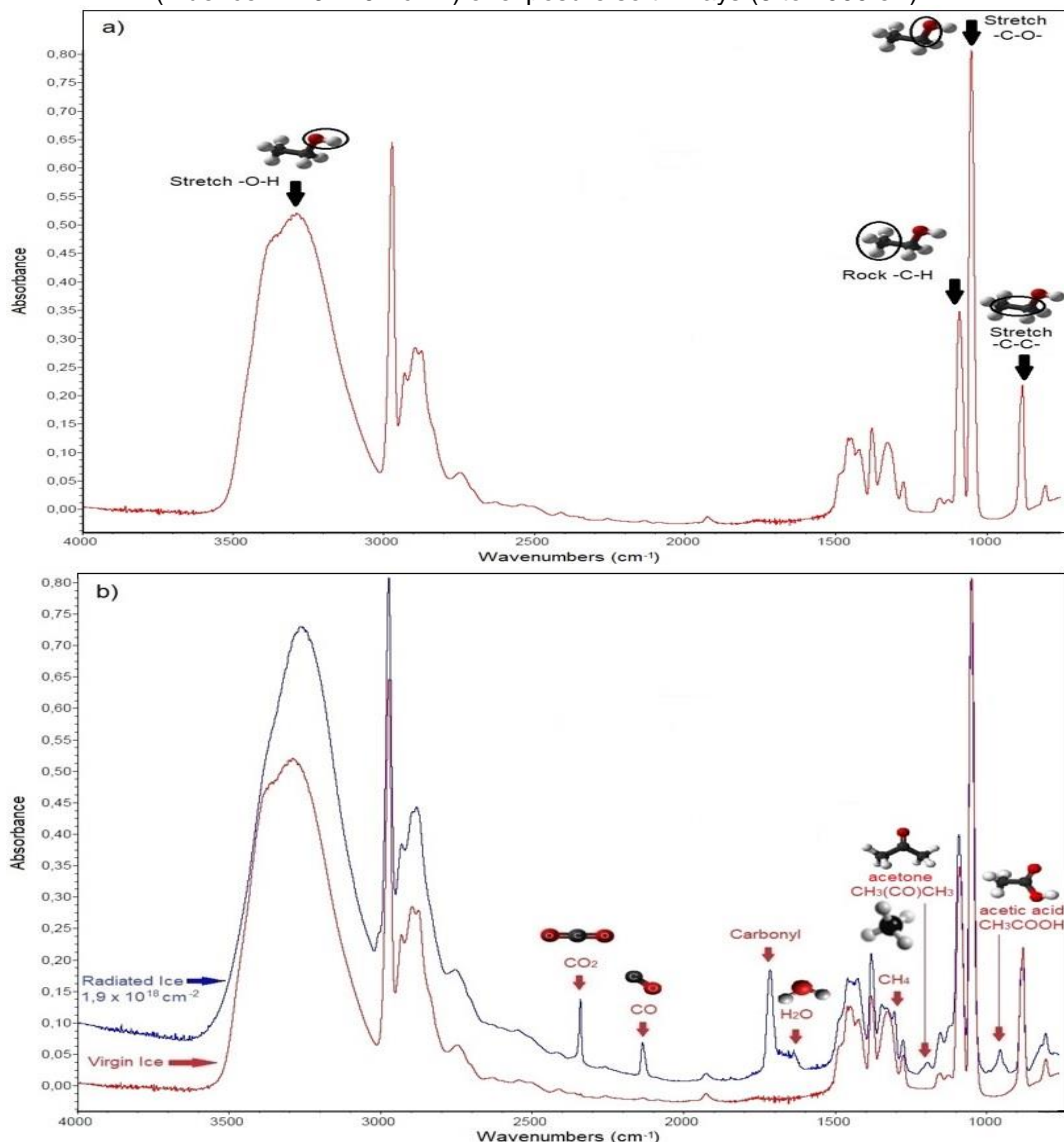 a)
Stretch
-C-O-
Stretch -O-H
Rock -C-H
Stretch
-C-C-
Absorbance
0,80
0,75
0,70
0,65
0,60
0,55
0,50
0,45
0,40
0,35
0,30
0,25
0,20
0,15
0,10
0,05
0,00
4000 3500 3000 2500 2000 1500 1000
Wavenumbers (cm-1)
b)
Absorbance
0,80
0,75
0,70
0,65
0,60
0,55
0,50
0,45
0,40
0,35
0,30
0,25
0,20
0,15
0,10
0,05
0,00
acetone
CH3(CO)CH3
acetic acid
CH3COOH
Carbonyl
CO2
CO
H2O
CH4
Radiated Ice
1,9 x 10^18 cm-2
Virgin Ice
4000 3500 3000 2500 2000 1500 1000
Wavenumbers (cm-1)